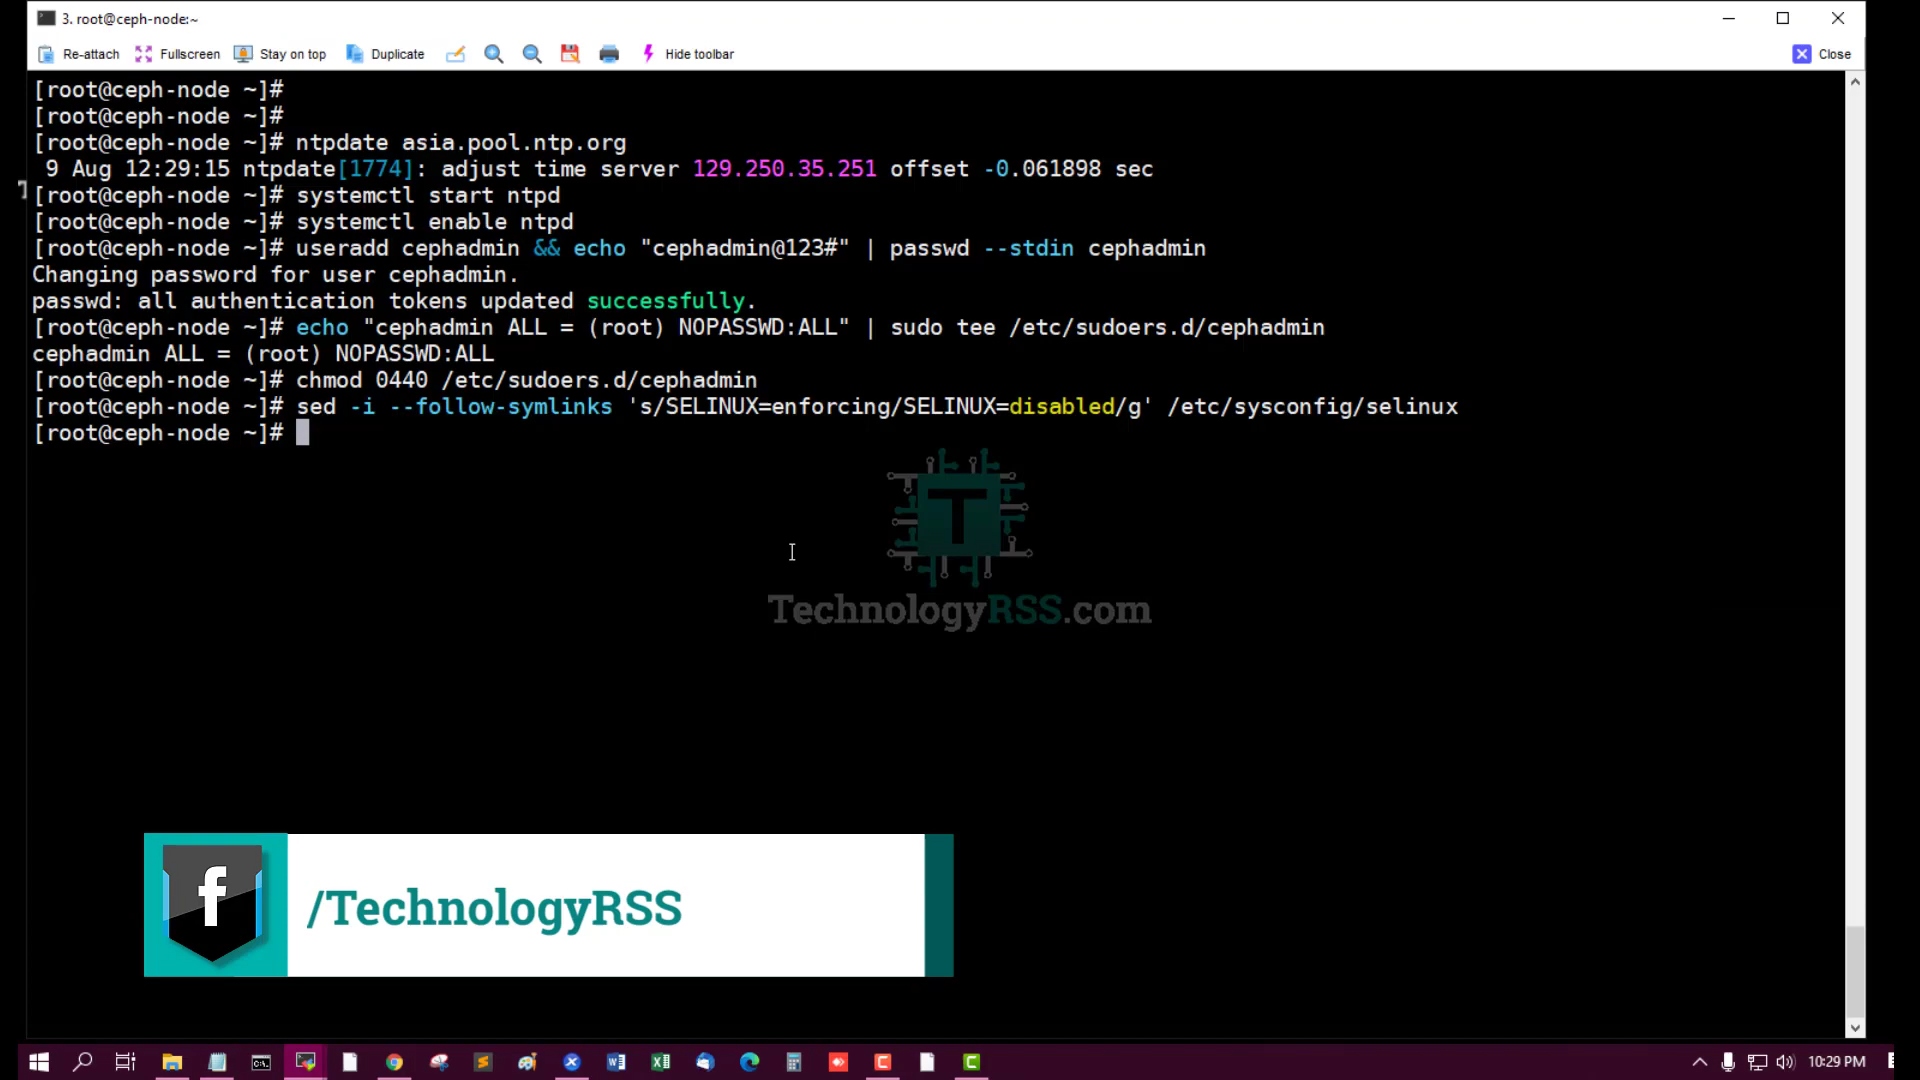 3. root@ceph-node:~
Re-attach Fullscreen Stay on top Duplicate Hide toolbar Close
[root@ceph-node ~]#
[root@ceph-node ~]#
[root@ceph-node ~]# ntpdate asia.pool.ntp.org
 9 Aug 12:29:15 ntpdate[1774]: adjust time server 129.250.35.251 offset -0.061898 sec
[root@ceph-node ~]# systemctl start ntpd
[root@ceph-node ~]# systemctl enable ntpd
[root@ceph-node ~]# useradd cephadmin && echo "cephadmin@123#" | passwd --stdin cephadmin
Changing password for user cephadmin.
passwd: all authentication tokens updated successfully.
[root@ceph-node ~]# echo "cephadmin ALL = (root) NOPASSWD:ALL" | sudo tee /etc/sudoers.d/cephadmin
cephadmin ALL = (root) NOPASSWD:ALL
[root@ceph-node ~]# chmod 0440 /etc/sudoers.d/cephadmin
[root@ceph-node ~]# sed -i --follow-symlinks 's/SELINUX=enforcing/SELINUX=disabled/g' /etc/sysconfig/selinux
[root@ceph-node ~]#
T
TechnologyRSS.com
f
/TechnologyRSS
10:29 PM